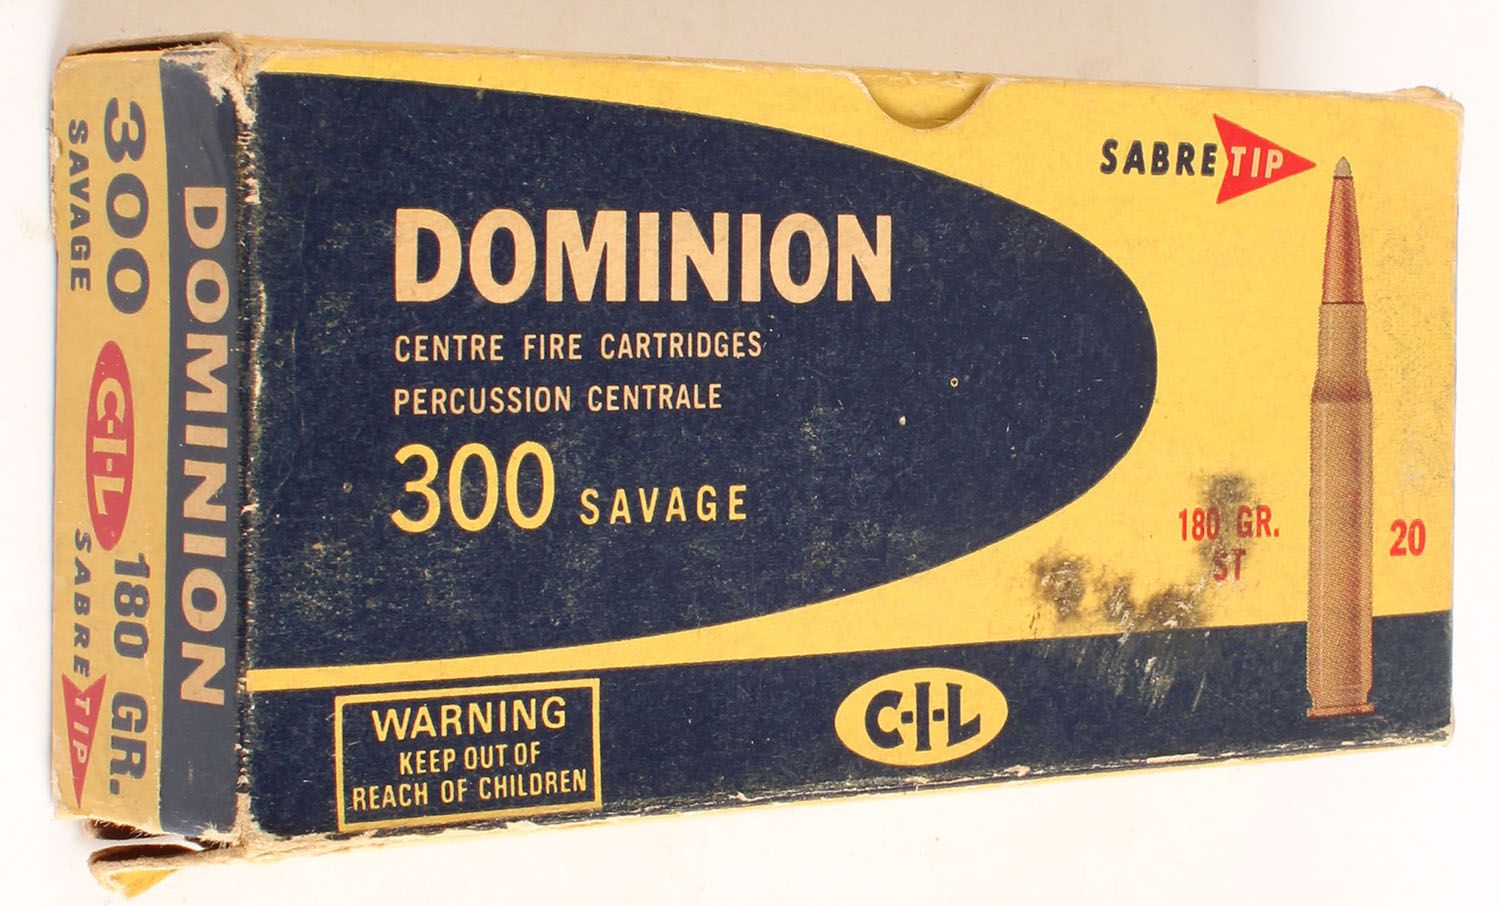 300
SAVAGE
C-I-L
180 GR.
SABRE TIP
DOMINION
SABRE TIP
DOMINION
CENTRE FIRE CARTRIDGES
PERCUSSION CENTRALE
300 SAVAGE
180 GR.
ST
20
WARNING
KEEP OUT OF
REACH OF CHILDREN
C-I-L